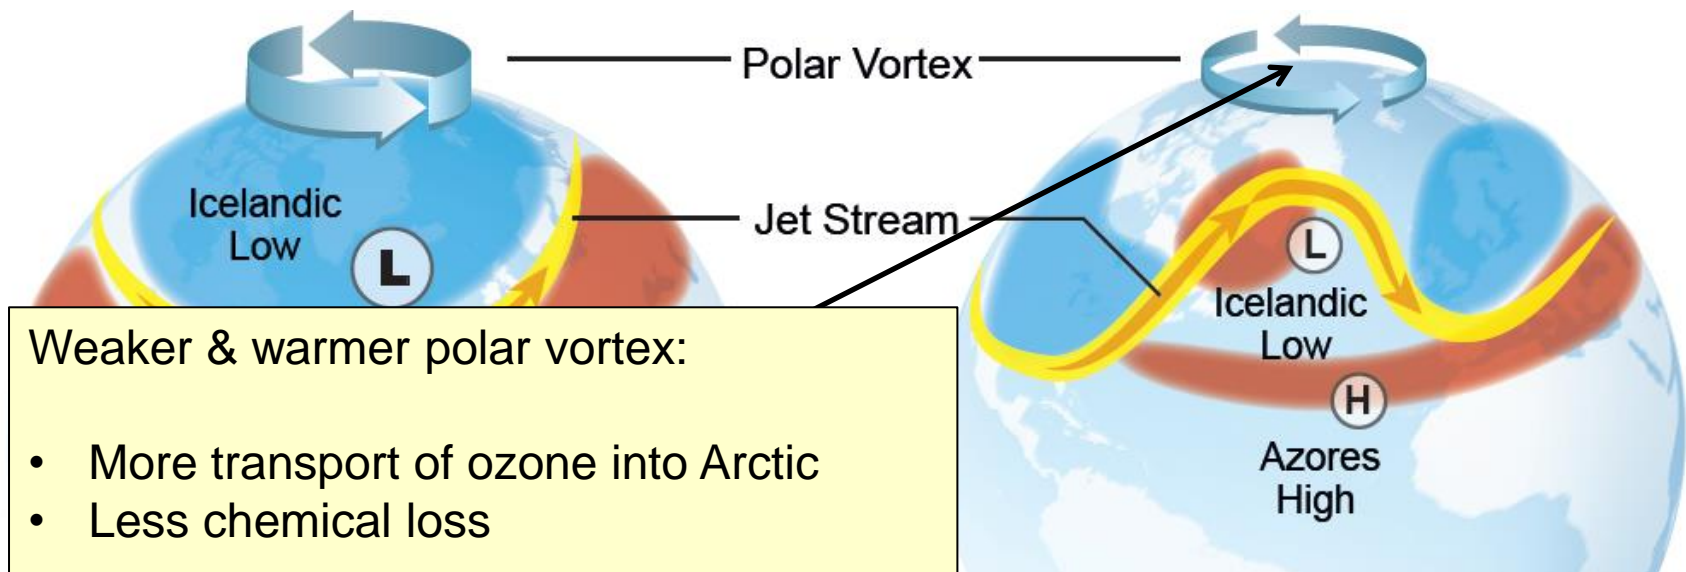 Polar Vortex
Icelandic
Low
L
Jet Stream
L
Icelandic
Low
H
Azores
High
Weaker & warmer polar vortex:
• More transport of ozone into Arctic
• Less chemical loss